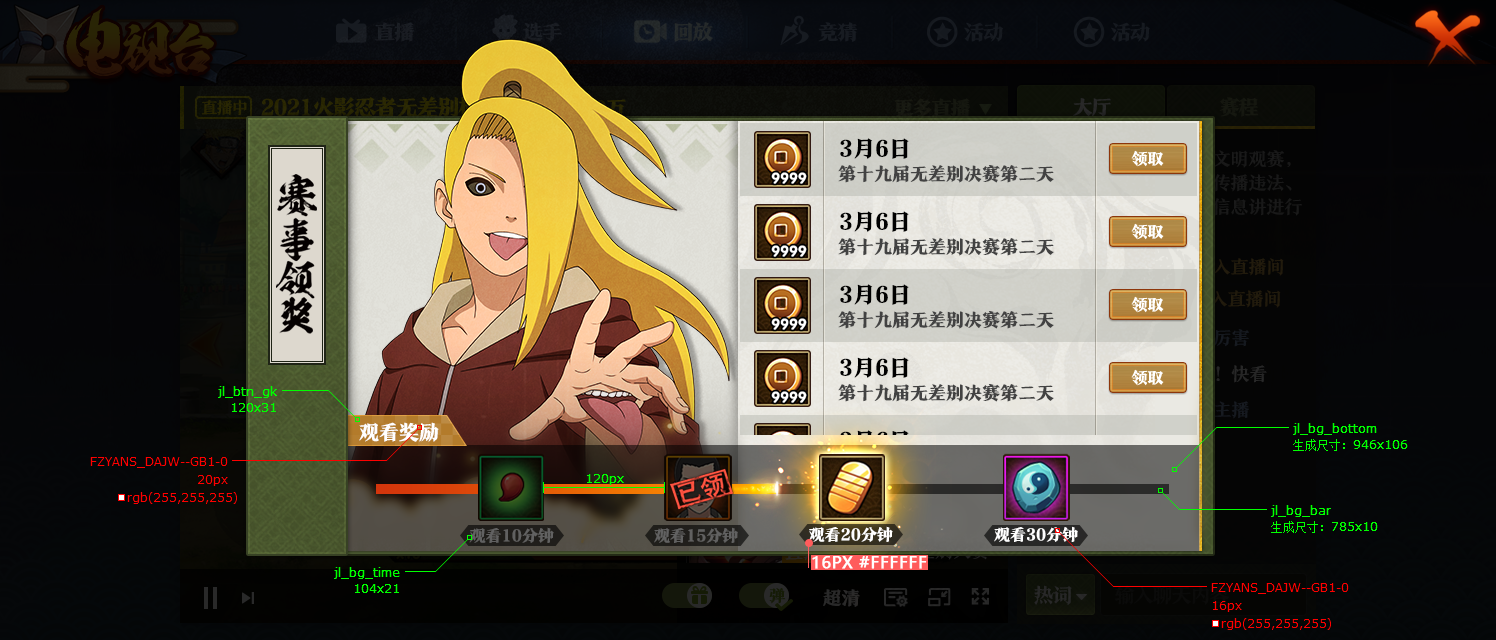 电视台
直播
选手
回放
竞猜
活动
活动
直播中
2021火影忍者无差别
万
更多直播
大厅
赛程
赛事领奖
3月6日
第十九届无差别决赛第二天
9999
领取
3月6日
第十九届无差别决赛第二天
9999
领取
3月6日
第十九届无差别决赛第二天
9999
领取
3月6日
第十九届无差别决赛第二天
9999
领取
文明观赛，
传播违法、
信息讲进行
入直播间
入直播间
厉害
！快看
主播
jl_btn_gk
120x31
观看奖励
FZYANS_DAJW--GB1-0
20px
rgb(255,255,255)
jl_bg_bottom
生成尺寸：946x106
120px
已领
jl_bg_bar
生成尺寸：785x10
观看10分钟
观看15分钟
观看20分钟
观看30分钟
16PX #FFFFFF
jl_bg_time
104x21
FZYANS_DAJW--GB1-0
16px
rgb(255,255,255)
弹
超清
热词